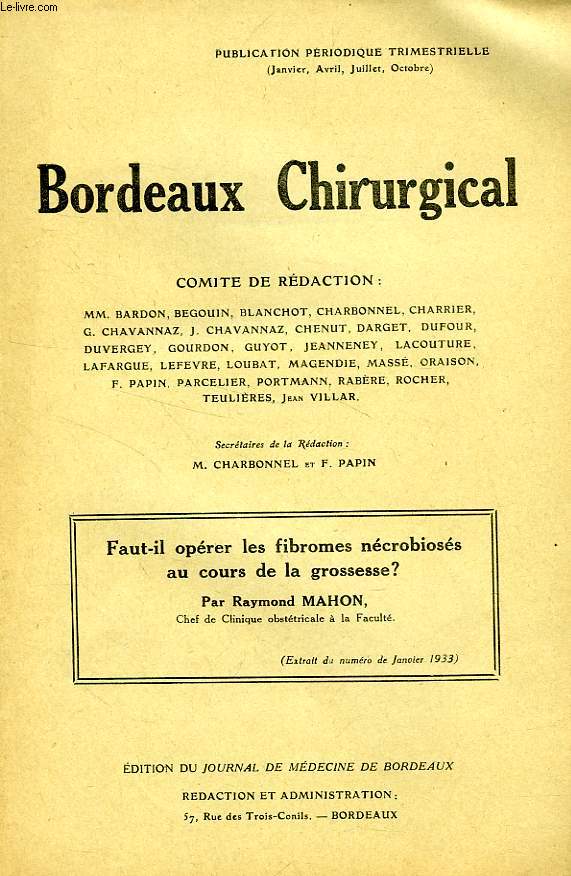 Le-livre.com
PUBLICATION PÉRIODIQUE TRIMESTRIELLE
(Janvier, Avril, Juillet, Octobre)
Bordeaux Chirurgical
COMITE DE RÉDACTION :
MM. BARDON, BEGOUIN, BLANCHOT, CHARBONNEL, CHARRIER,
G. CHAVANNAZ, J. CHAVANNAZ, CHENUT, DARGET, DUFOUR,
DUVERGEY, GOURDON, GUYOT, JEANNENEY, LACOUTURE,
LAFARGUE, LEFEVRE, LOUBAT, MAGENDIE, MASSÉ, ORAISON,
F. PAPIN, PARCELIER, PORTMANN, RABÈRE, ROCHER,
TEULIÈRES, JEAN VILLAR.
Secrétaires de la Rédaction :
M. CHARBONNEL ET F. PAPIN
Faut-il opérer les fibromes nécrobiosés
au cours de la grossesse?
Par Raymond MAHON,
Chef de Clinique obstétricale à la Faculté.
(Extrait du numéro de Janvier 1933)
ÉDITION DU JOURNAL DE MÉDECINE DE BORDEAUX
REDACTION ET ADMINISTRATION :
57, Rue des Trois-Conils. — BORDEAUX